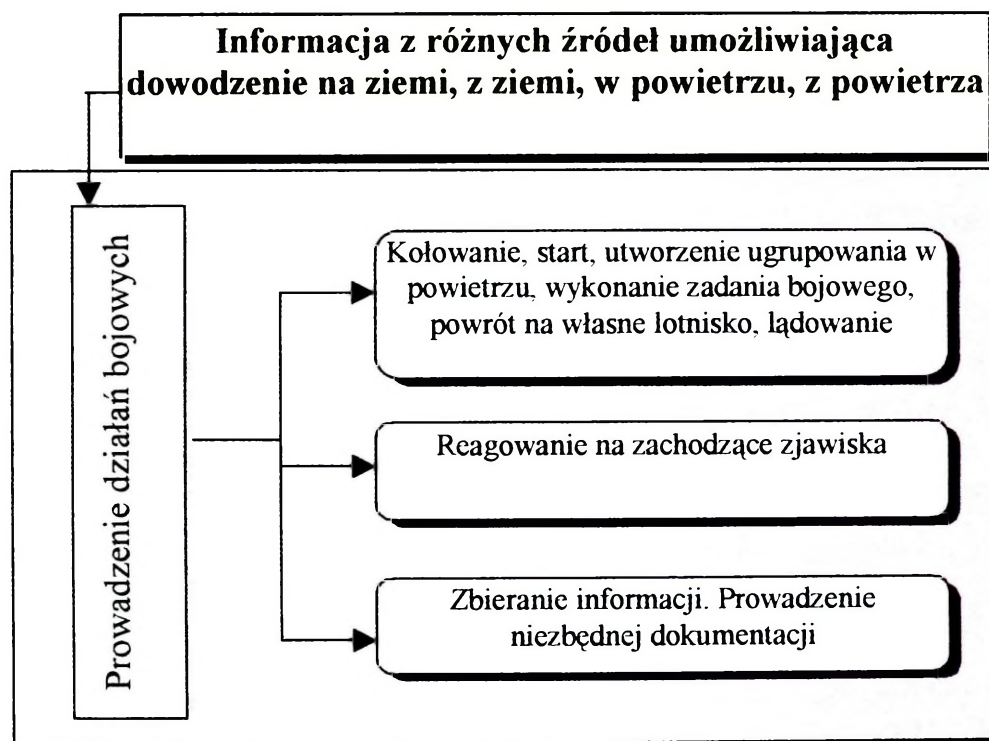 Informacja z różnych źródeł umożliwiająca
dowodzenie na ziemi, z ziemi, w powietrzu, z powietrza
Prowadzenie działań bojowych
Kołowanie, start, utworzenie ugrupowania w
powietrzu, wykonanie zadania bojowego,
powrót na własne lotnisko, lądowanie
Reagowanie na zachodzące zjawiska
Zbieranie informacji. Prowadzenie
niezbędnej dokumentacji